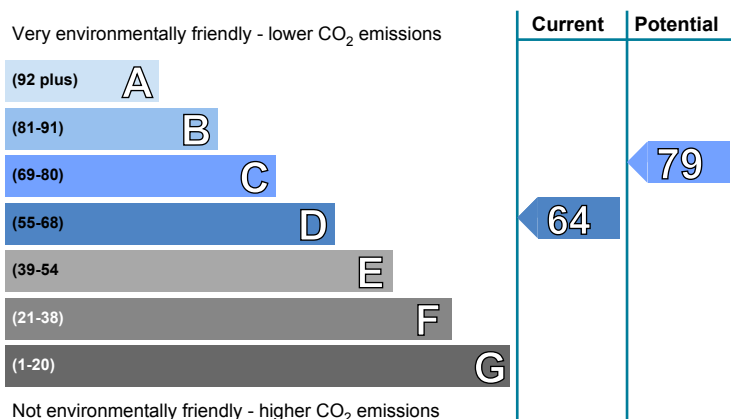 Very environmentally friendly - lower CO₂ emissions
Current
Potential
(92 plus) A
(81-91) B
(69-80) C
79
(55-68) D
64
(39-54 E
(21-38) F
(1-20) G
Not environmentally friendly - higher CO₂ emissions